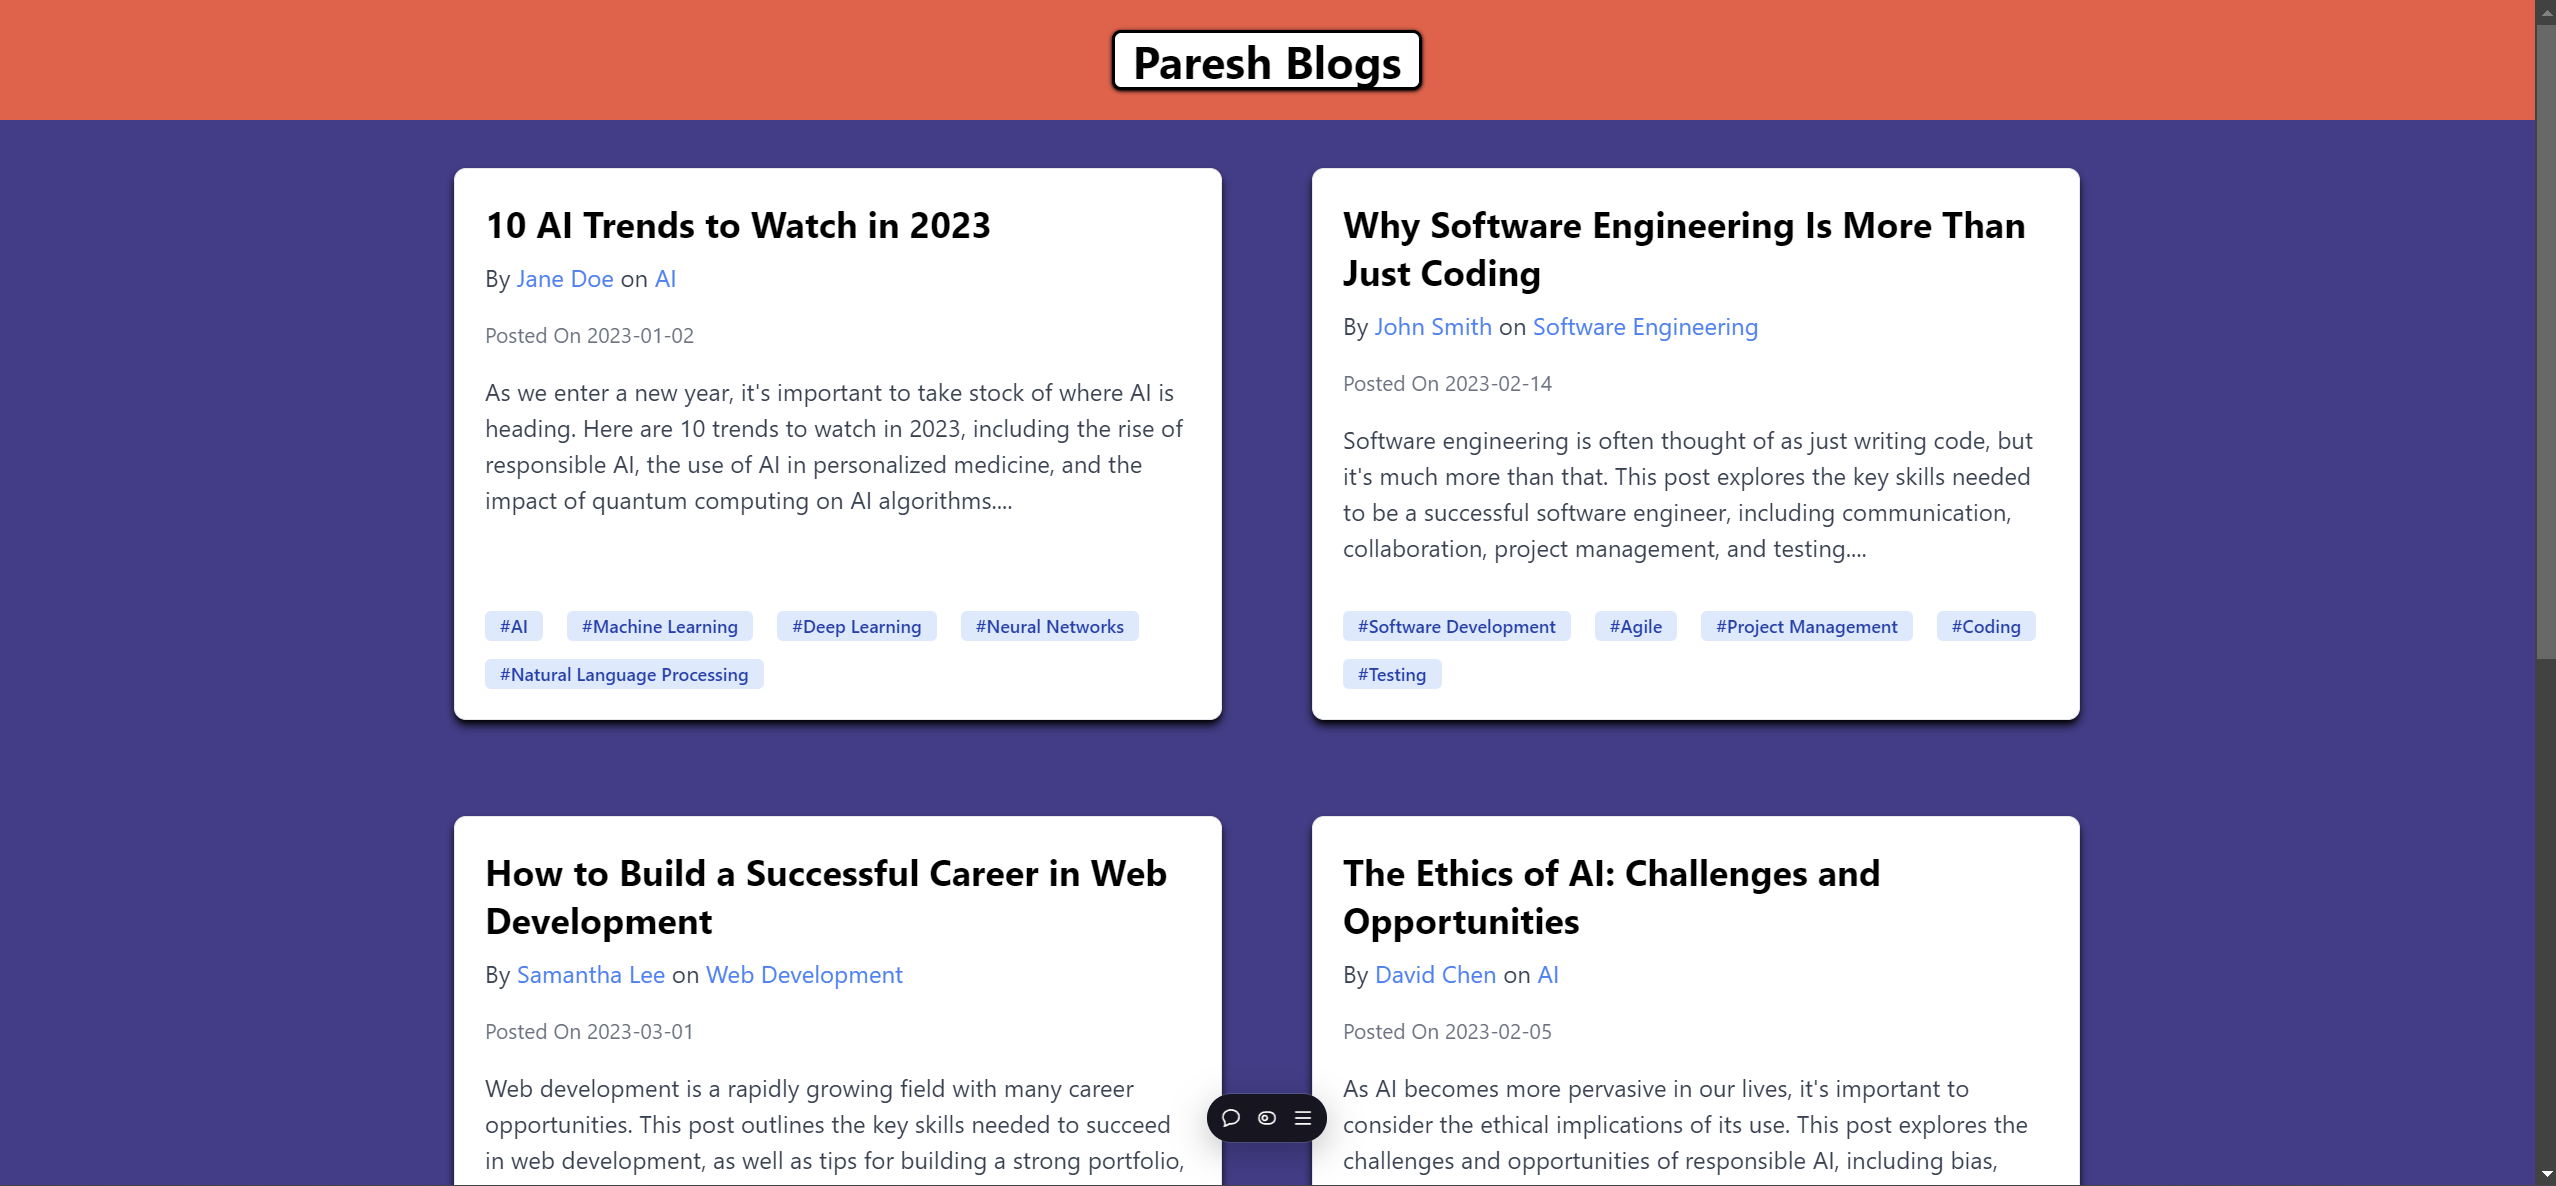 Paresh Blogs
10 AI Trends to Watch in 2023
By Jane Doe on AI
Posted On 2023-01-02
As we enter a new year, it's important to take stock of where AI is
heading. Here are 10 trends to watch in 2023, including the rise of
responsible AI, the use of AI in personalized medicine, and the
impact of quantum computing on AI algorithms....
#AI #Machine Learning #Deep Learning #Neural Networks
#Natural Language Processing
Why Software Engineering Is More Than
Just Coding
By John Smith on Software Engineering
Posted On 2023-02-14
Software engineering is often thought of as just writing code, but
it's much more than that. This post explores the key skills needed
to be a successful software engineer, including communication,
collaboration, project management, and testing....
#Software Development #Agile #Project Management #Coding
#Testing
How to Build a Successful Career in Web
Development
By Samantha Lee on Web Development
Posted On 2023-03-01
Web development is a rapidly growing field with many career
opportunities. This post outlines the key skills needed to succeed
in web development, as well as tips for building a strong portfolio,
The Ethics of AI: Challenges and
Opportunities
By David Chen on AI
Posted On 2023-02-05
As AI becomes more pervasive in our lives, it's important to
consider the ethical implications of its use. This post explores the
challenges and opportunities of responsible AI, including bias,